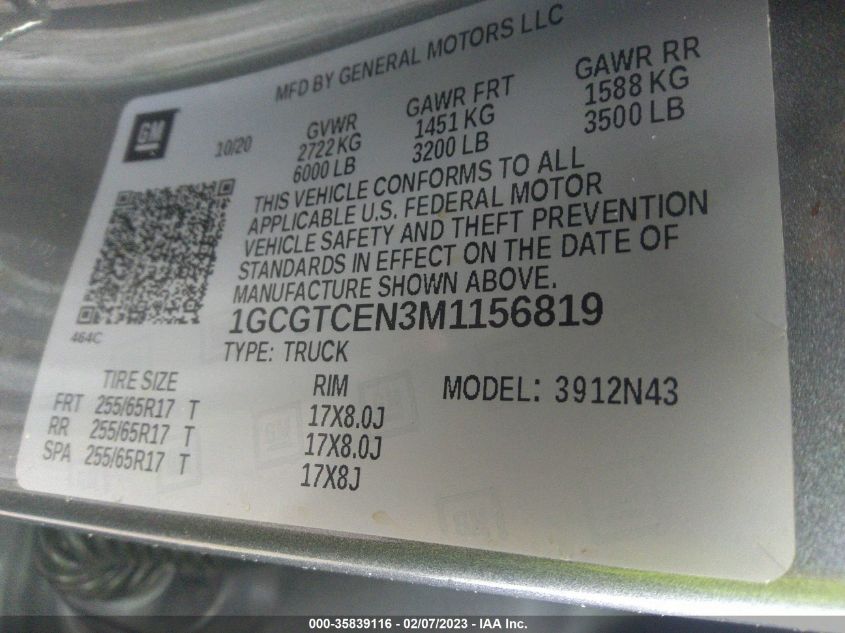 MFD BY GENERAL MOTORS LLC
GM
10/20
GVWR GAWR FRT GAWR RR
2722 KG 1451 KG 1588 KG
6000 LB 3200 LB 3500 LB
THIS VEHICLE CONFORMS TO ALL
APPLICABLE U.S. FEDERAL MOTOR
VEHICLE SAFETY AND THEFT PREVENTION
STANDARDS IN EFFECT ON THE DATE OF
MANUFACTURE SHOWN ABOVE.
1GCGTCEN3M1156819
464C
TYPE: TRUCK
TIRE SIZE RIM MODEL: 3912N43
FRT 255/65R17 T 17X8.0J
RR 255/65R17 T 17X8.0J
SPA 255/65R17 T 17X8J
000-35839116 - 02/07/2023 - IAA Inc.